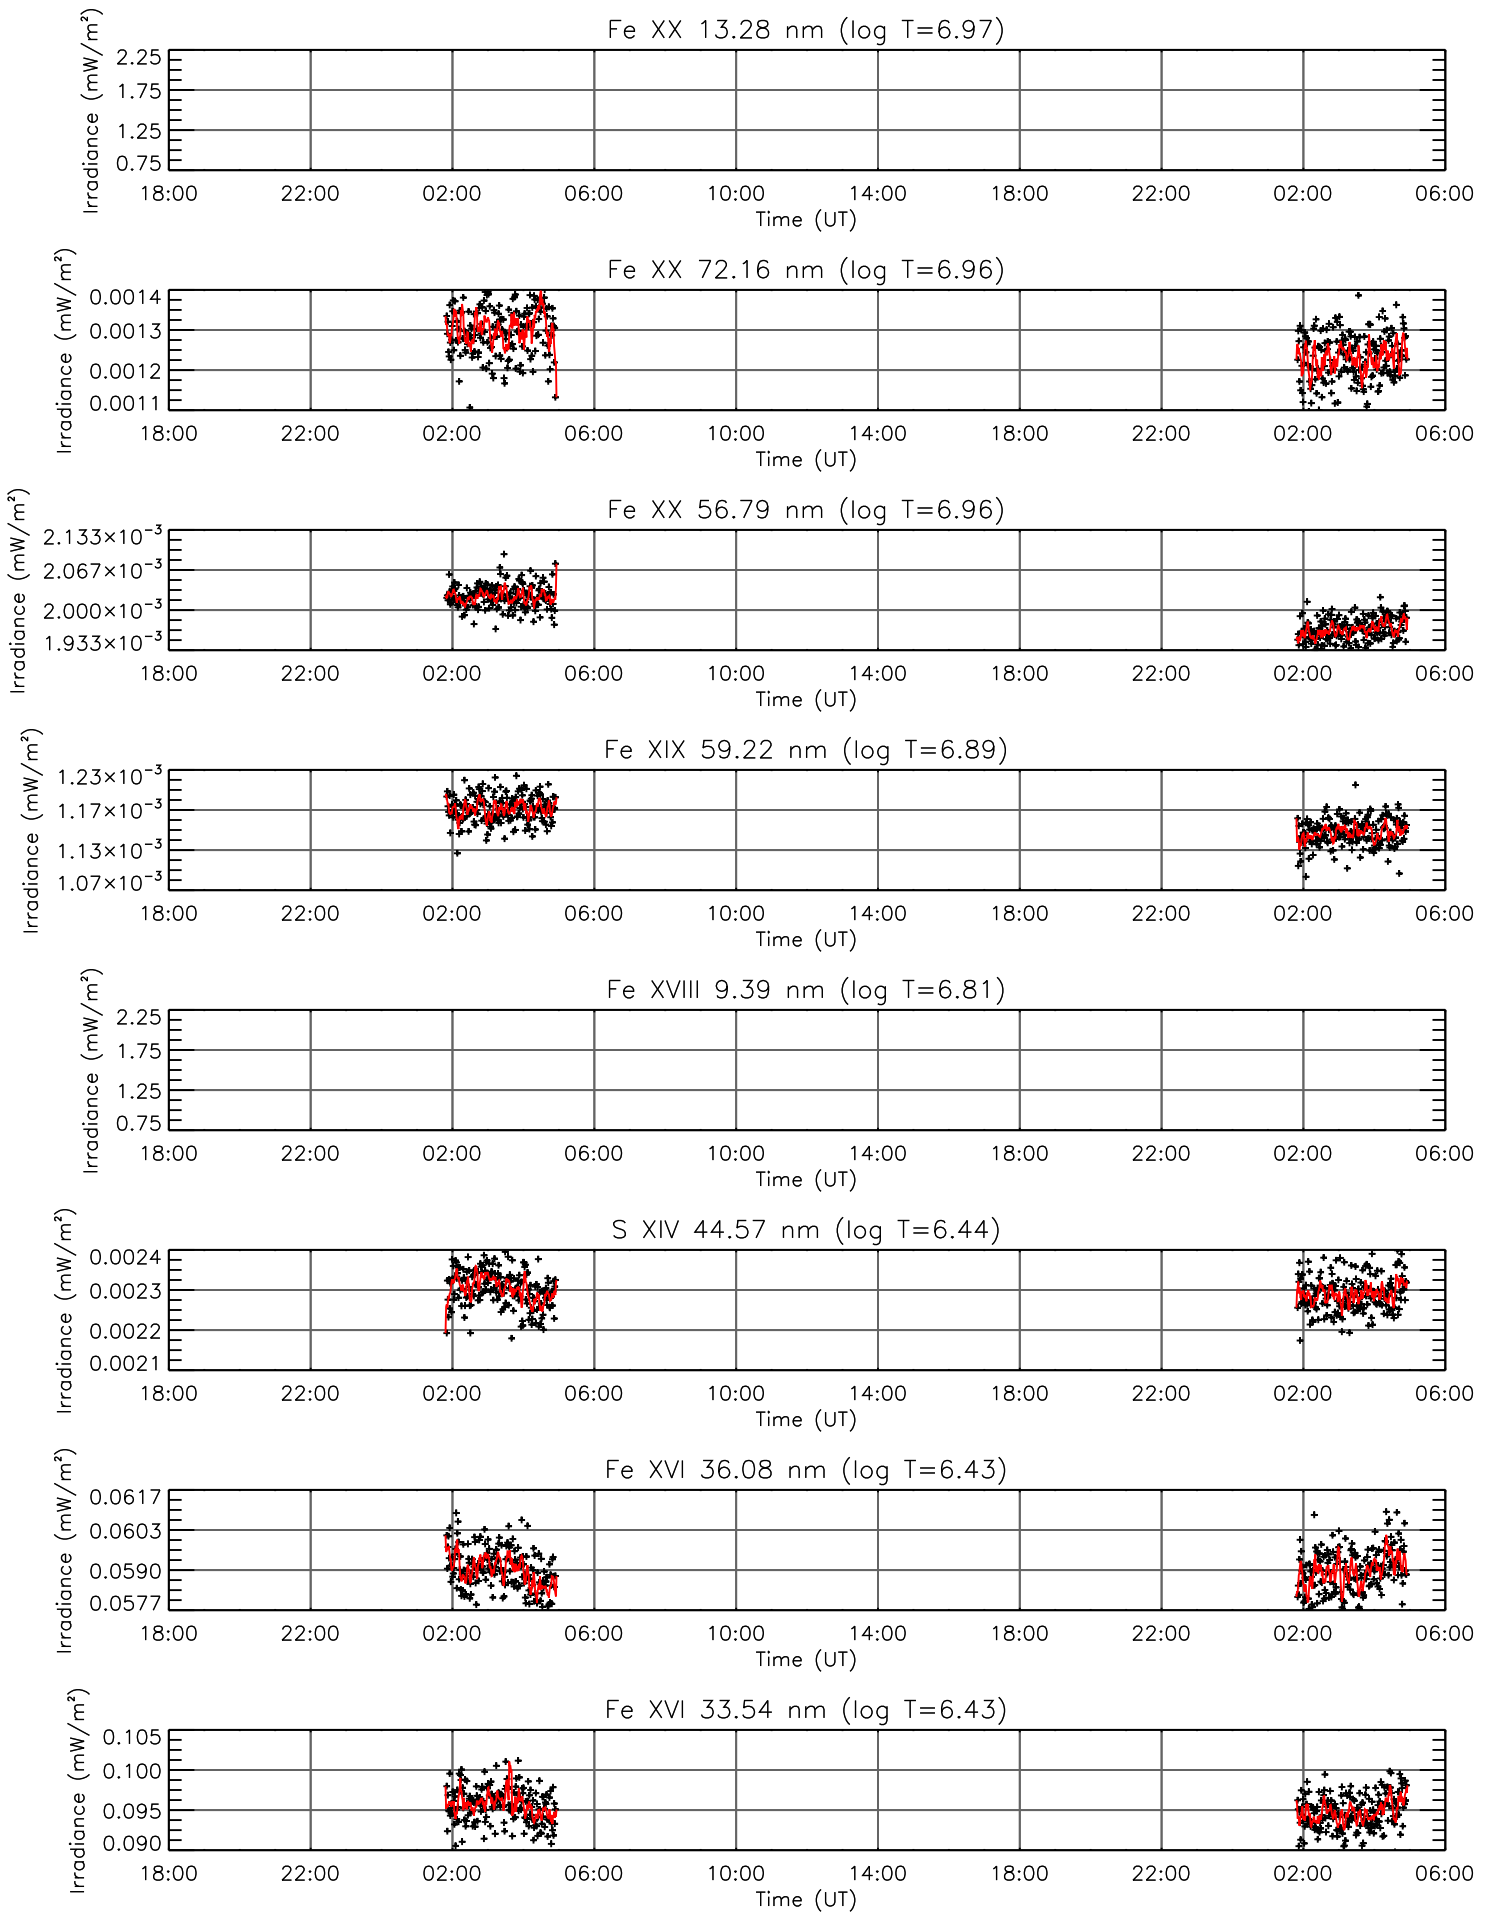 Fe XX 13.28 nm (log T=6.97)
Irradiance (mW/m²)
2.25
1.75
1.25
0.75
18:00 22:00 02:00 06:00 10:00 14:00 18:00 22:00 02:00 06:00
Time (UT)
Fe XX 72.16 nm (log T=6.96)
Irradiance (mW/m²)
0.0014
0.0013
0.0012
0.0011
18:00 22:00 02:00 06:00 10:00 14:00 18:00 22:00 02:00 06:00
Time (UT)
Fe XX 56.79 nm (log T=6.96)
Irradiance (mW/m²)
2.133×10⁻³
2.067×10⁻³
2.000×10⁻³
1.933×10⁻³
18:00 22:00 02:00 06:00 10:00 14:00 18:00 22:00 02:00 06:00
Time (UT)
Fe XIX 59.22 nm (log T=6.89)
Irradiance (mW/m²)
1.23×10⁻³
1.17×10⁻³
1.13×10⁻³
1.07×10⁻³
18:00 22:00 02:00 06:00 10:00 14:00 18:00 22:00 02:00 06:00
Time (UT)
Fe XVIII 9.39 nm (log T=6.81)
Irradiance (mW/m²)
2.25
1.75
1.25
0.75
18:00 22:00 02:00 06:00 10:00 14:00 18:00 22:00 02:00 06:00
Time (UT)
S XIV 44.57 nm (log T=6.44)
Irradiance (mW/m²)
0.0024
0.0023
0.0022
0.0021
18:00 22:00 02:00 06:00 10:00 14:00 18:00 22:00 02:00 06:00
Time (UT)
Fe XVI 36.08 nm (log T=6.43)
Irradiance (mW/m²)
0.0617
0.0603
0.0590
0.0577
18:00 22:00 02:00 06:00 10:00 14:00 18:00 22:00 02:00 06:00
Time (UT)
Fe XVI 33.54 nm (log T=6.43)
Irradiance (mW/m²)
0.105
0.100
0.095
0.090
18:00 22:00 02:00 06:00 10:00 14:00 18:00 22:00 02:00 06:00
Time (UT)